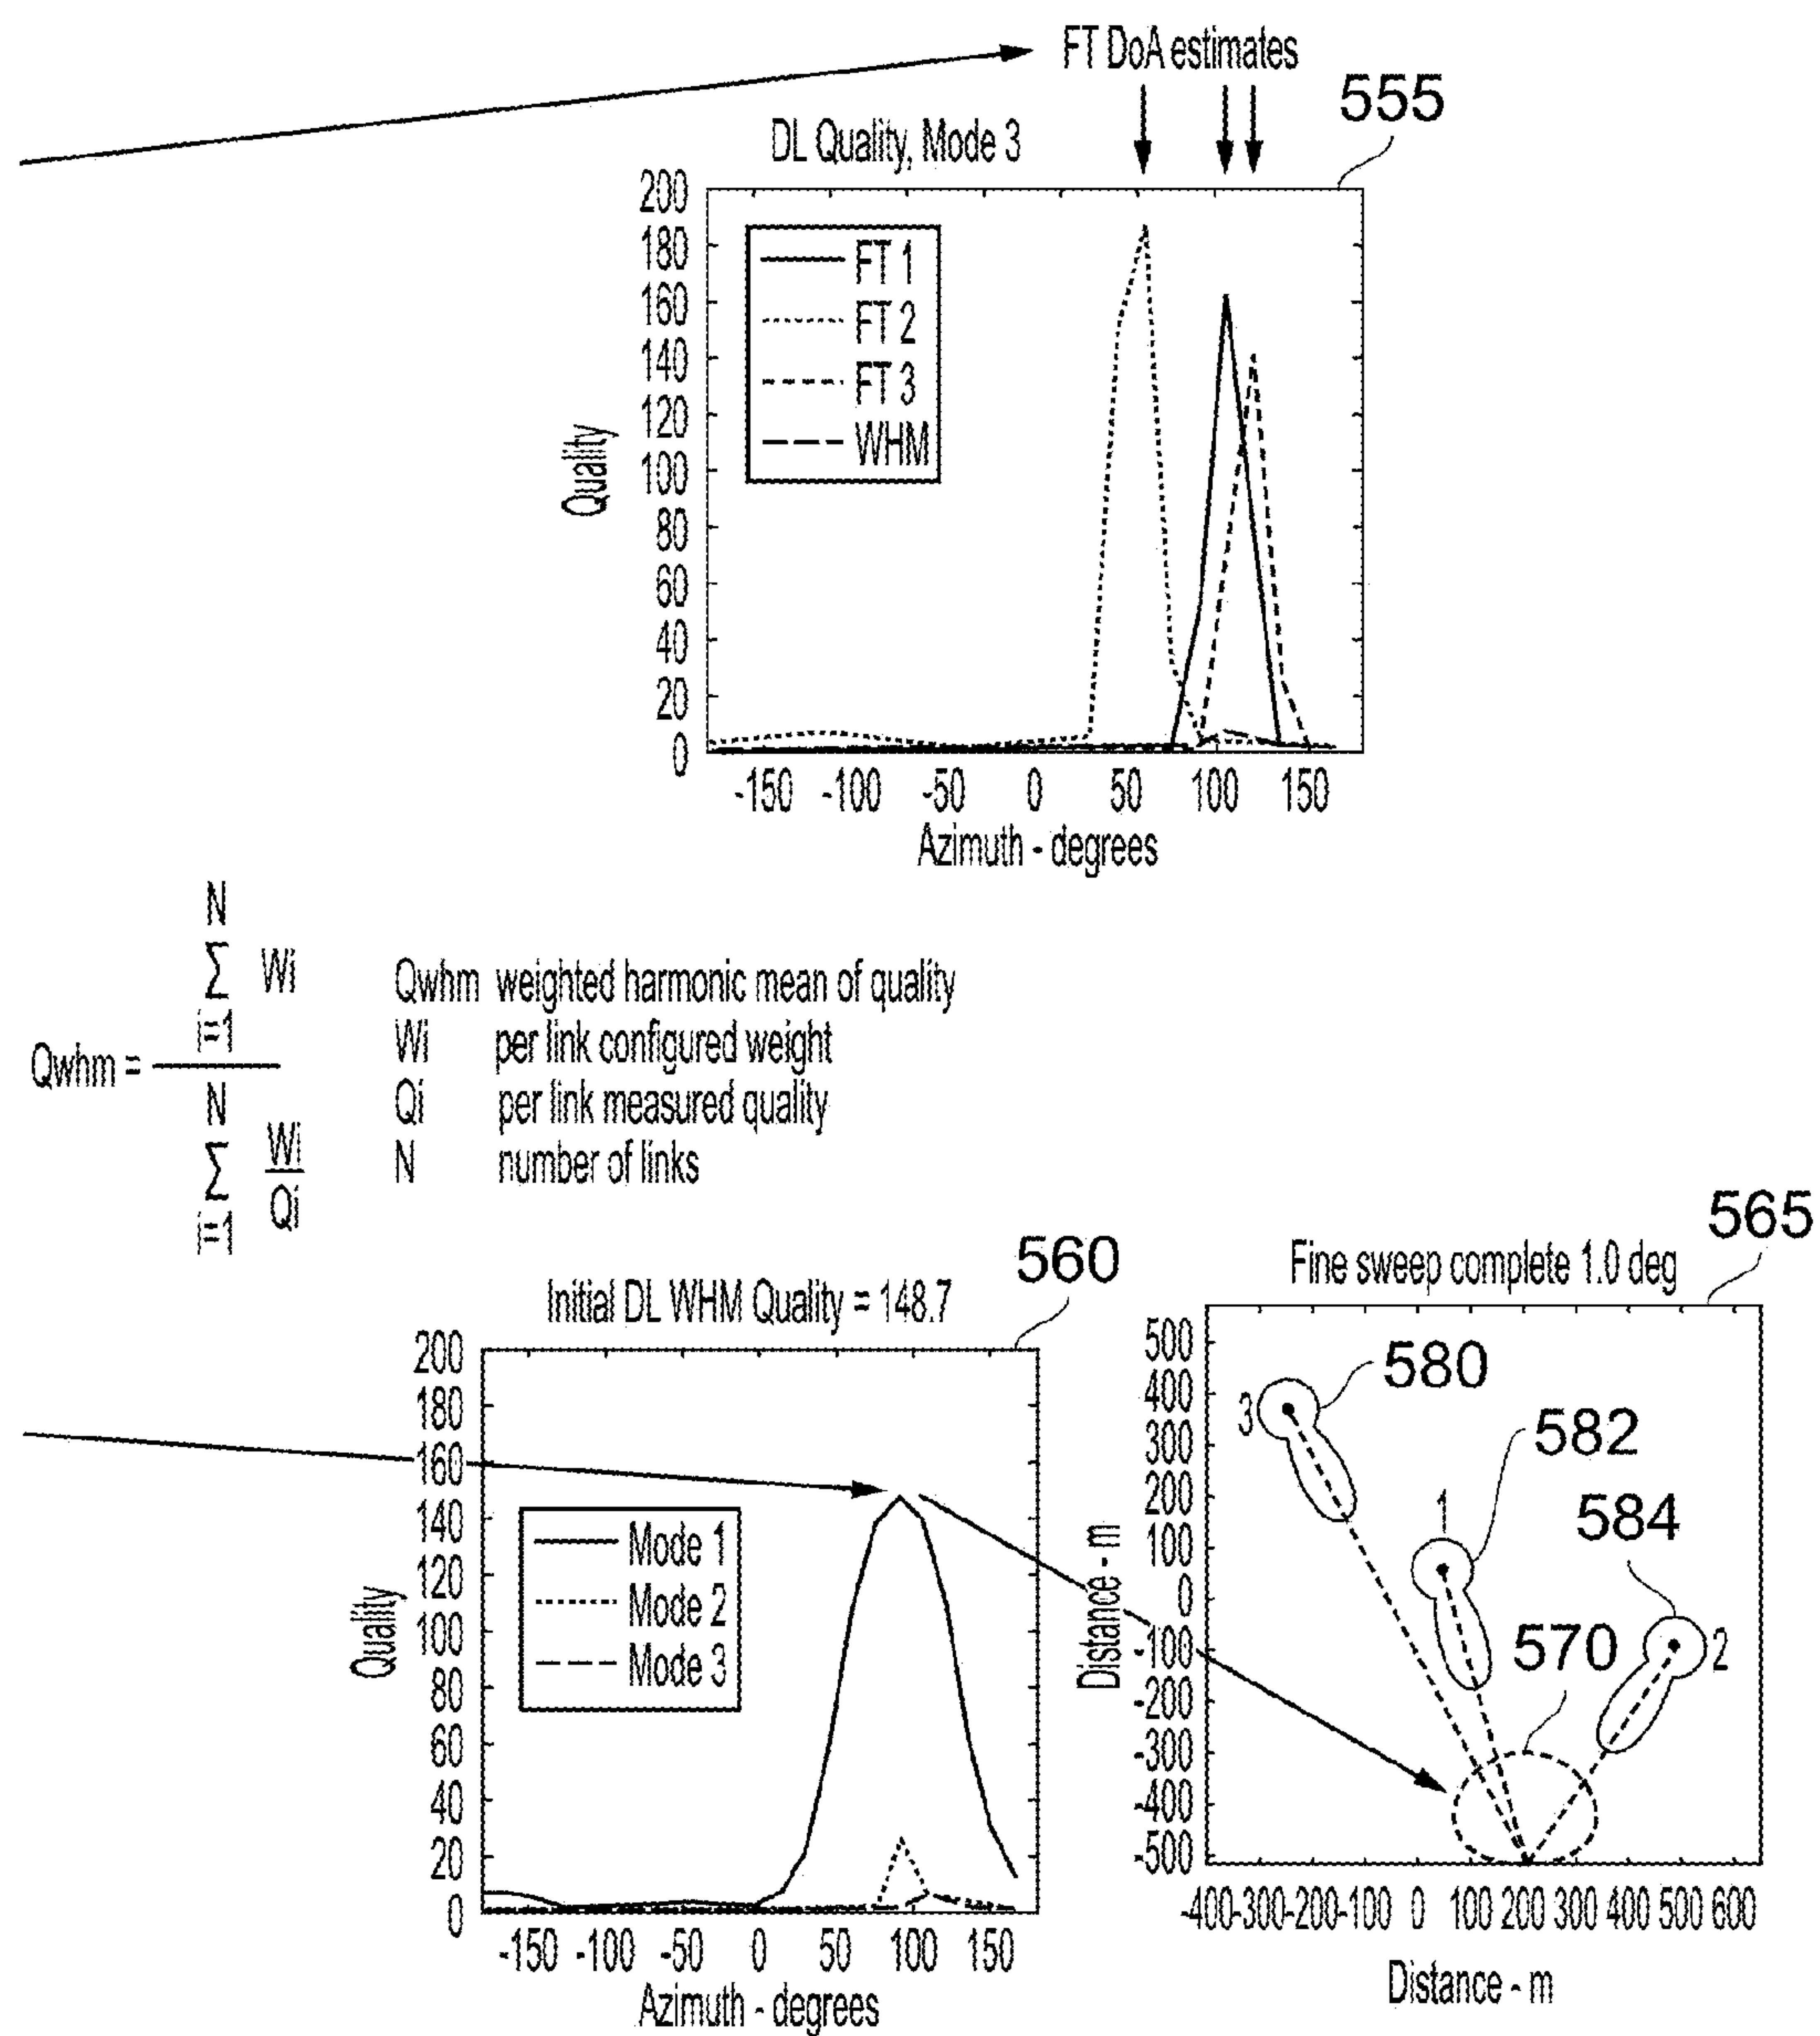 FT DoA estimates
555
DL Quality, Mode 3
200
180
160
140
120
100
80
60
40
20
0
Quality
FT 1
FT 2
FT 3
WHM
-150 -100 -50 0 50 100 150
Azimuth - degrees
N
∑ Wi
i=1
Qwhm =
N
∑ Wi
Qi
i=1
Qwhm weighted harmonic mean of quality
Wi per link configured weight
Qi per link measured quality
N number of links
560
Initial DL WHM Quality = 148.7
200
180
160
140
120
100
80
60
40
20
0
Quality
Mode 1
Mode 2
Mode 3
-150 -100 -50 0 50 100 150
Azimuth - degrees
565
Fine sweep complete 1.0 deg
500
400
300
200
100
0
-100
-200
-300
-400
-500
Distance - m
3
580
582
1
584
570
2
-400-300-200-100 0 100 200 300 400 500 600
Distance - m